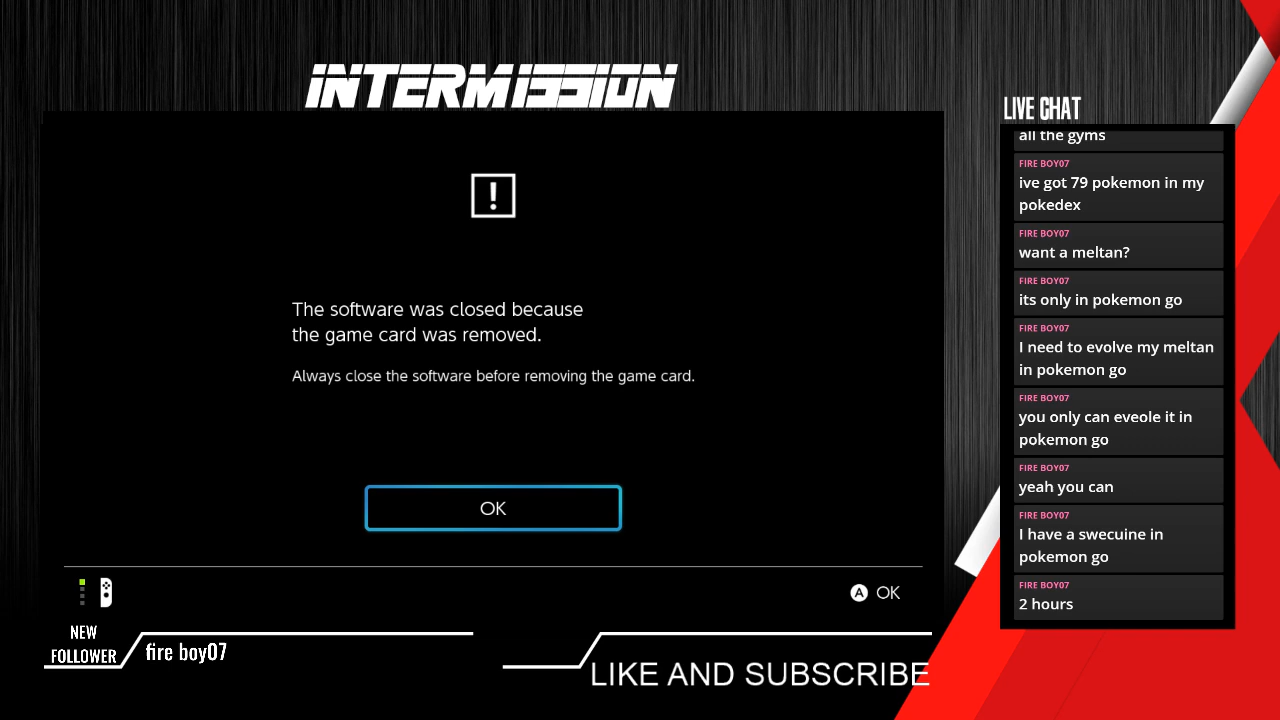 INTERMISSION
!
The software was closed because
the game card was removed.
Always close the software before removing the game card.
OK
A OK
NEW
FOLLOWER
fire boy07
LIKE AND SUBSCRIBE
LIVE CHAT
all the gyms
FIRE BOY07
ive got 79 pokemon in my
pokedex
FIRE BOY07
want a meltan?
FIRE BOY07
its only in pokemon go
FIRE BOY07
I need to evolve my meltan
in pokemon go
FIRE BOY07
you only can eveole it in
pokemon go
FIRE BOY07
yeah you can
FIRE BOY07
I have a swecuine in
pokemon go
FIRE BOY07
2 hours